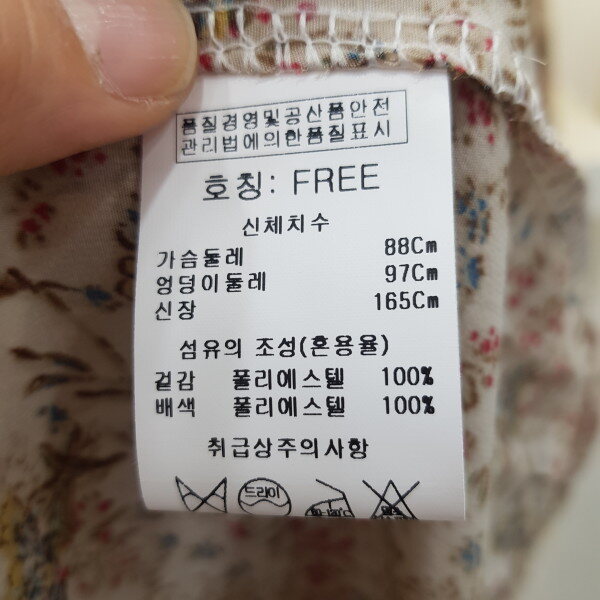 품질경영및공산품안전
관리법에의한품질표시
호칭: FREE
신체치수
가슴둘레 88Cm
엉덩이둘레 97Cm
신장 165Cm
섬유의 조성(혼용율)
겉감 폴리에스텔 100%
배색 폴리에스텔 100%
취급상주의사항
드라이